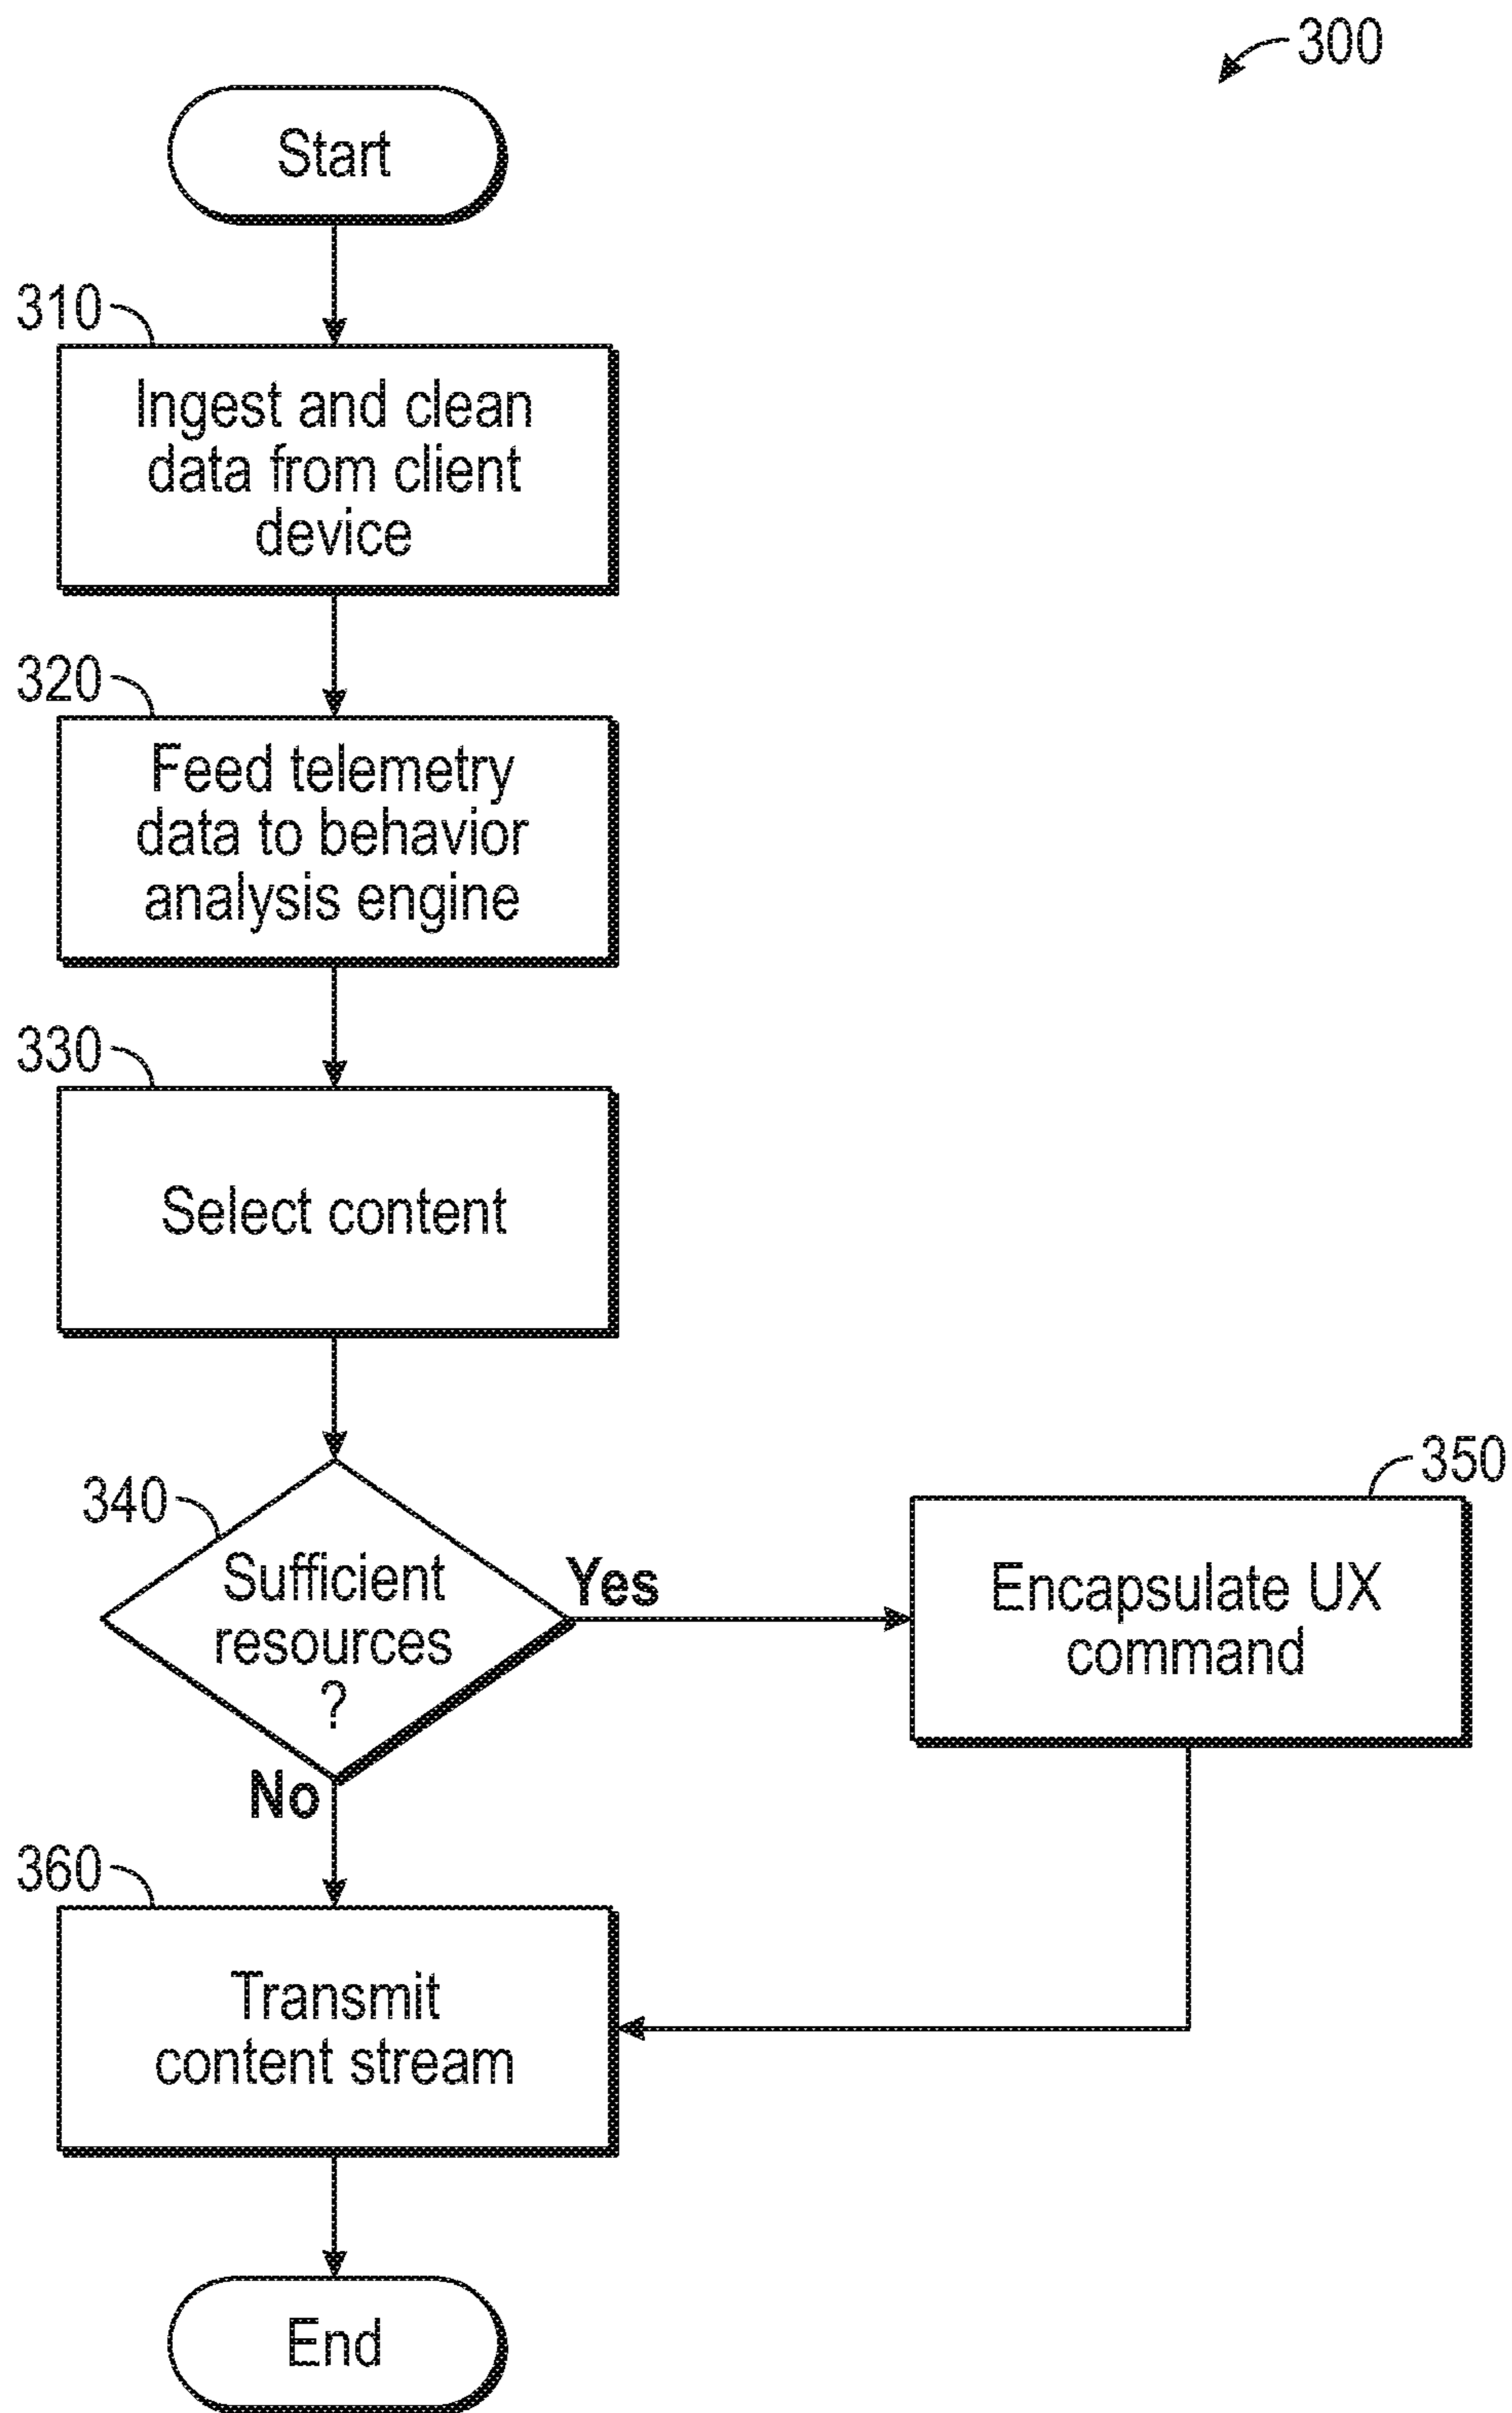 300
Start
310
Ingest and clean
data from client
device
320
Feed telemetry
data to behavior
analysis engine
330
Select content
340
Sufficient
resources
?
Yes
350
Encapsulate UX
command
No
360
Transmit
content stream
End